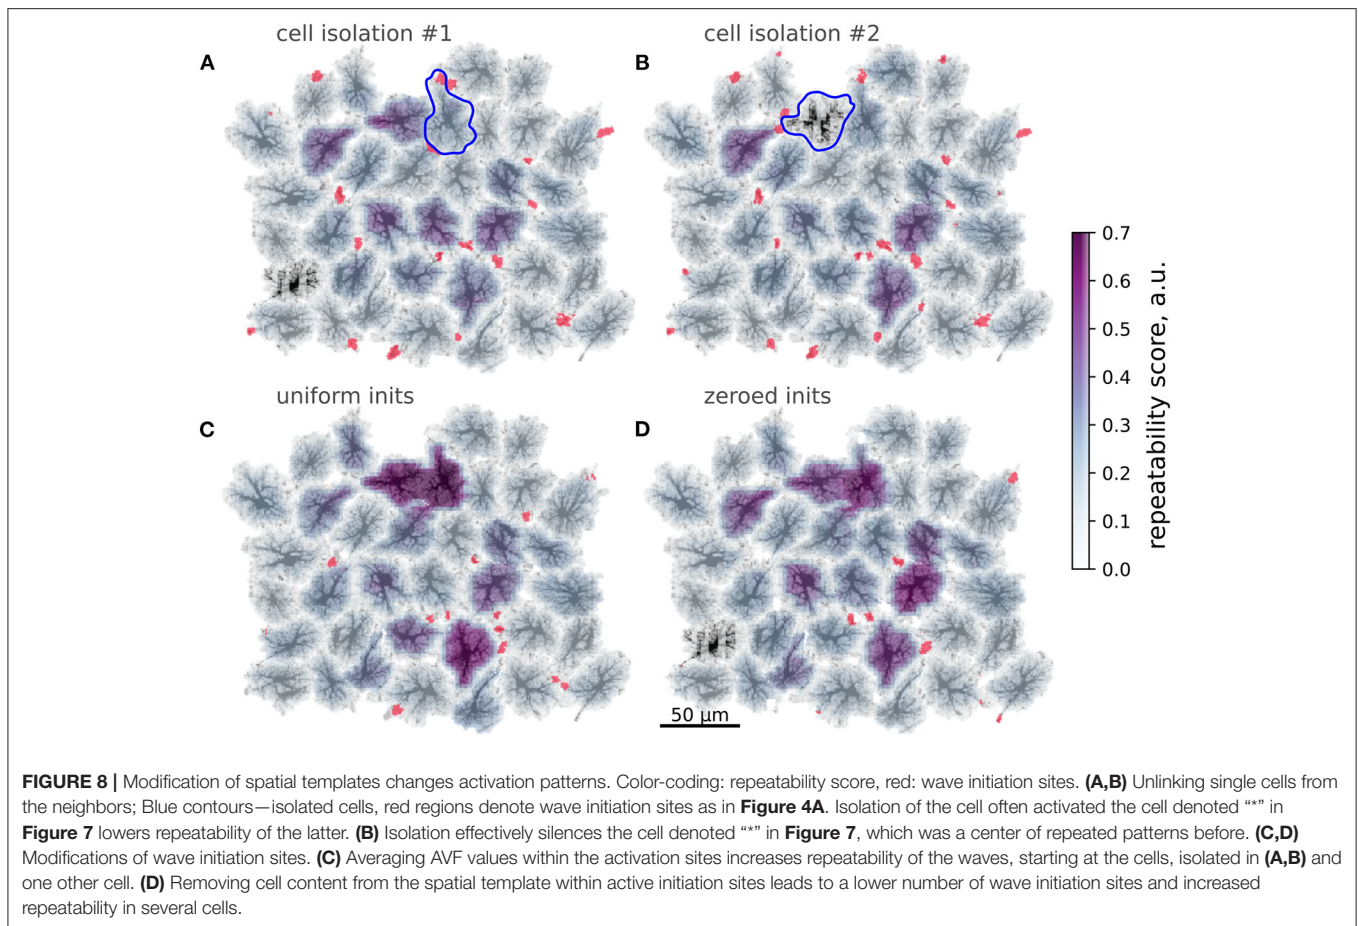 cell isolation #1
cell isolation #2
A
B
uniform inits
zeroed inits
C
D
50 µm
0.7
0.6
0.5
0.4
0.3
0.2
0.1
0.0
repeatability score, a.u.
FIGURE 8 | Modification of spatial templates changes activation patterns. Color-coding: repeatability score, red: wave initiation sites. (A,B) Unlinking single cells from
the neighbors; Blue contours—isolated cells, red regions denote wave initiation sites as in Figure 4A. Isolation of the cell often activated the cell denoted “*” in
Figure 7 lowers repeatability of the latter. (B) Isolation effectively silences the cell denoted “*” in Figure 7, which was a center of repeated patterns before. (C,D)
Modifications of wave initiation sites. (C) Averaging AVF values within the activation sites increases repeatability of the waves, starting at the cells, isolated in (A,B) and
one other cell. (D) Removing cell content from the spatial template within active initiation sites leads to a lower number of wave initiation sites and increased
repeatability in several cells.